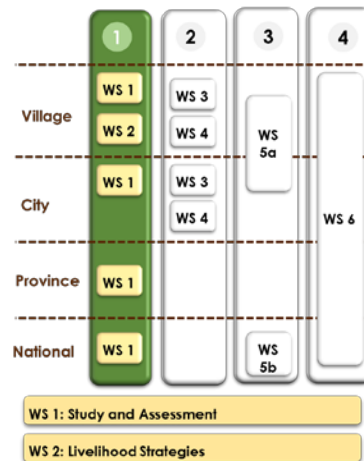 1 2 3 4
Village
WS 1
WS 2
WS 3
WS 4
WS
5a
City
WS 1
WS 3
WS 4
WS 6
Province
WS 1
National
WS 1
WS
5b
WS 1: Study and Assessment
WS 2: Livelihood Strategies